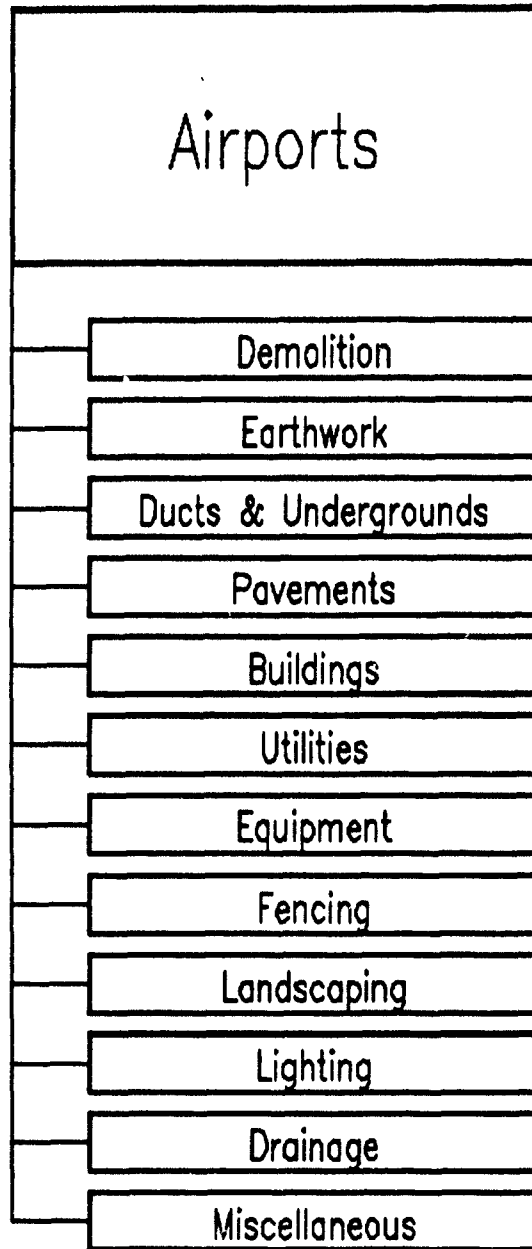 Airports
Demolition
Earthwork
Ducts & Undergrounds
Pavements
Buildings
Utilities
Equipment
Fencing
Landscaping
Lighting
Drainage
Miscellaneous